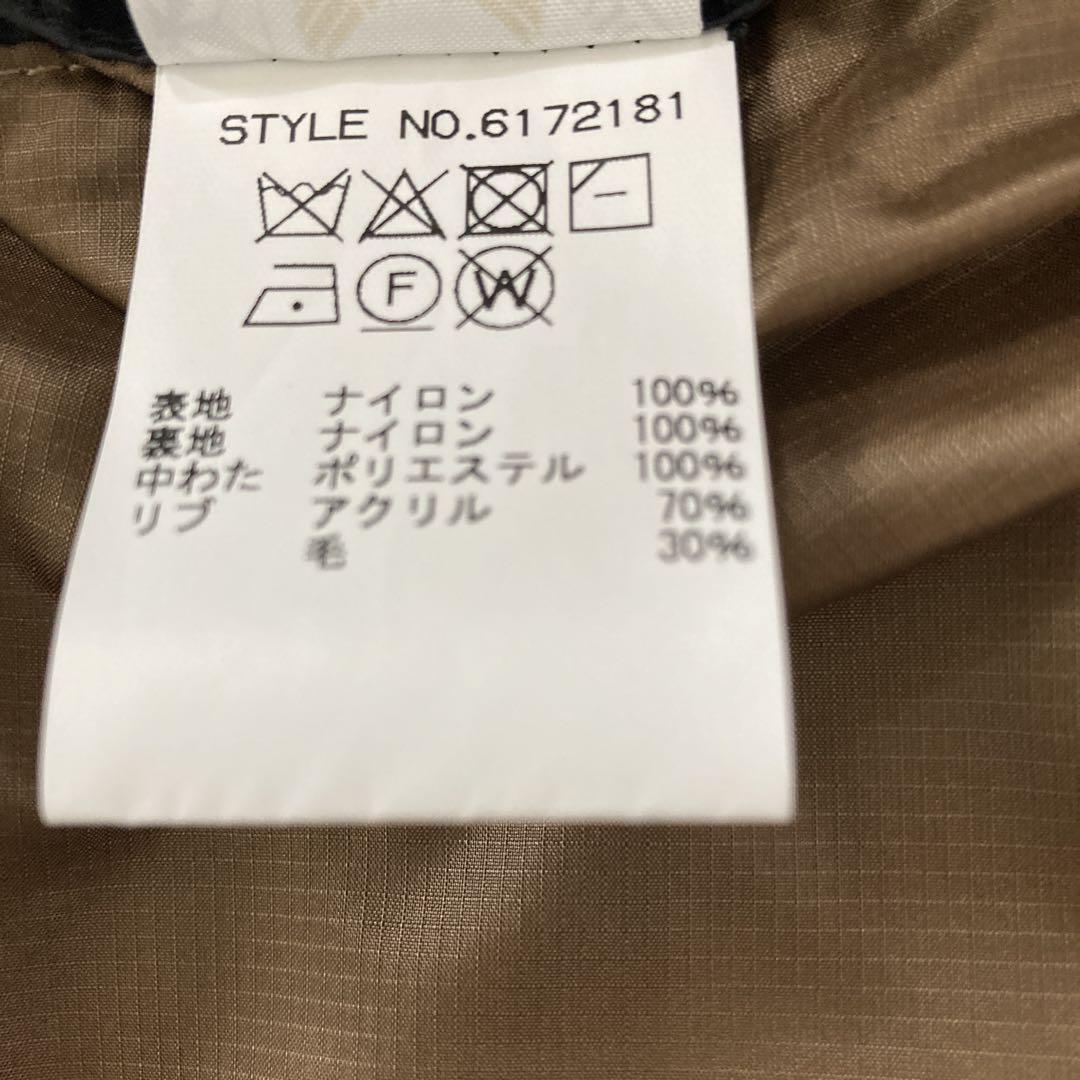 STYLE NO.6172181
F W
表地 ナイロン 100%
裏地 ナイロン 100%
中わた ポリエステル 100%
リブ アクリル 70%
毛 30%